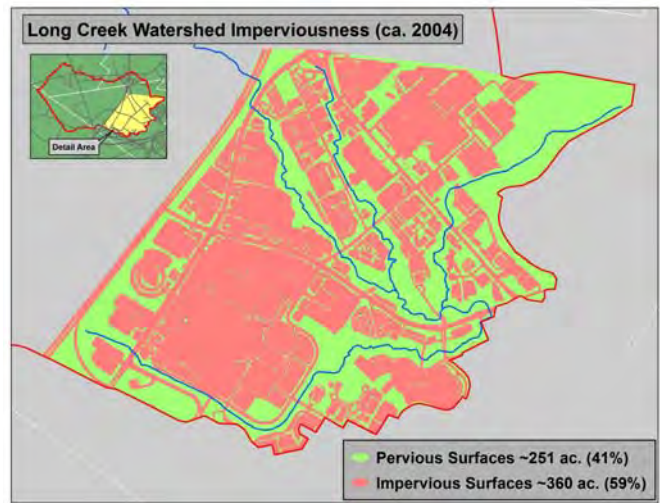 Long Creek Watershed Imperviousness (ca. 2004)
Detail Area
Pervious Surfaces ~251 ac. (41%)
Impervious Surfaces ~360 ac. (59%)